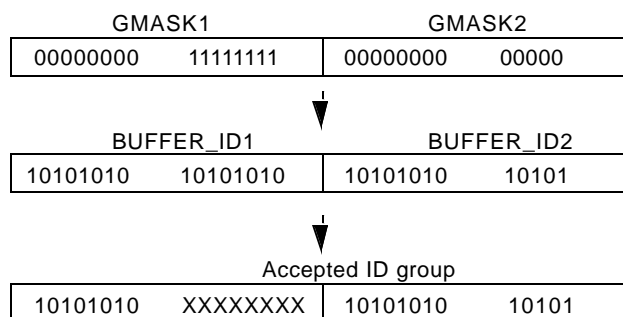 GMASK1 GMASK2
00000000 11111111 00000000 00000
BUFFER_ID1 BUFFER_ID2
10101010 10101010 10101010 10101
Accepted ID group
10101010 XXXXXXXX 10101010 10101